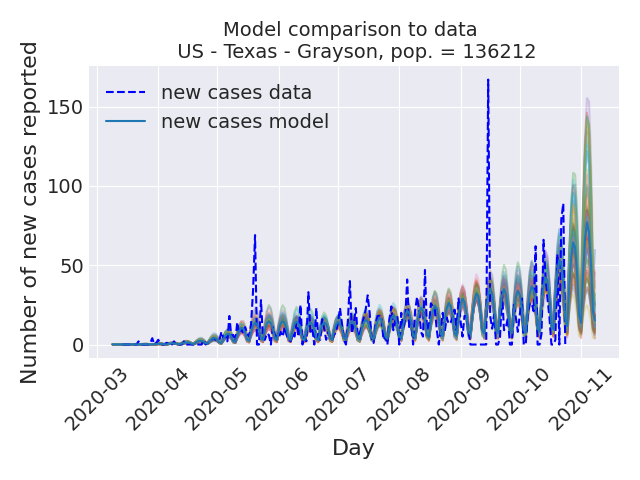 Model comparison to data
US - Texas - Grayson, pop. = 136212
Number of new cases reported
150
100
50
0
new cases data
new cases model
2020-03
2020-04
2020-05
2020-06
2020-07
2020-08
2020-09
2020-10
2020-11
Day